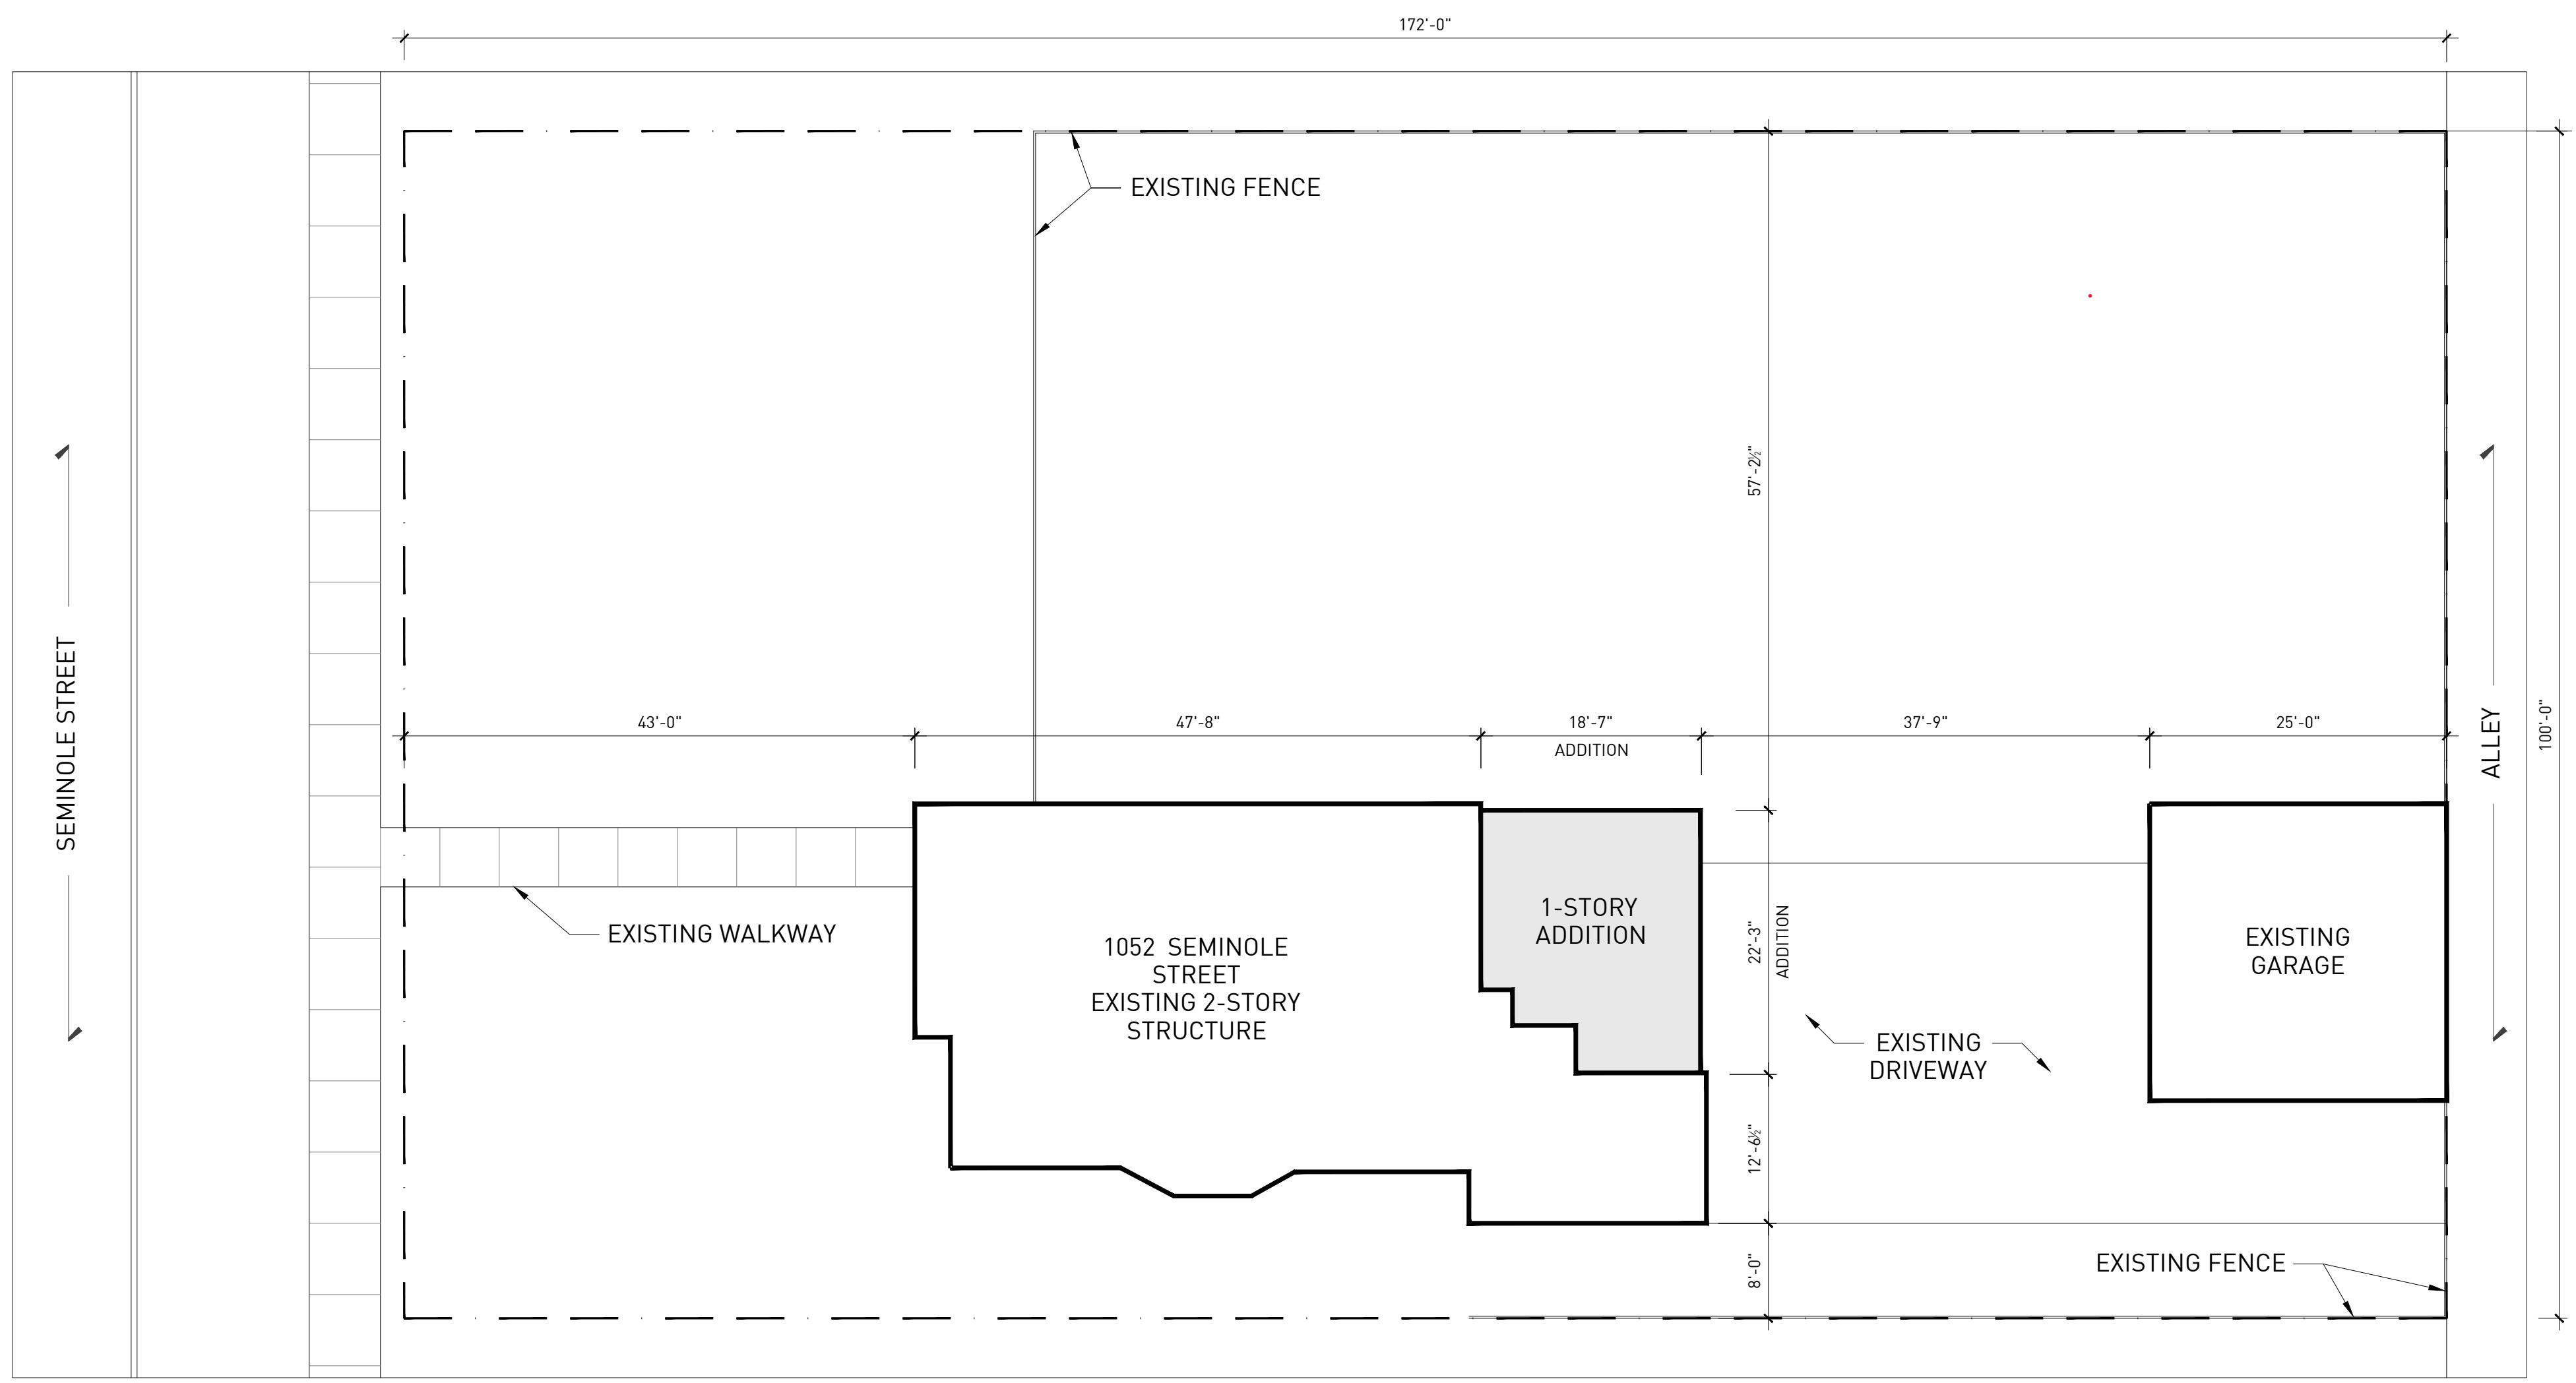 172'-0"
EXISTING FENCE
57'-2½"
SEMINOLE STREET
43'-0"
47'-8"
18'-7"
ADDITION
37'-9"
25'-0"
ALLEY
100'-0"
EXISTING WALKWAY
1052 SEMINOLE
STREET
EXISTING 2-STORY
STRUCTURE
1-STORY
ADDITION
22'-3"
ADDITION
EXISTING
GARAGE
EXISTING
DRIVEWAY
12'-6½"
8'-0"
EXISTING FENCE